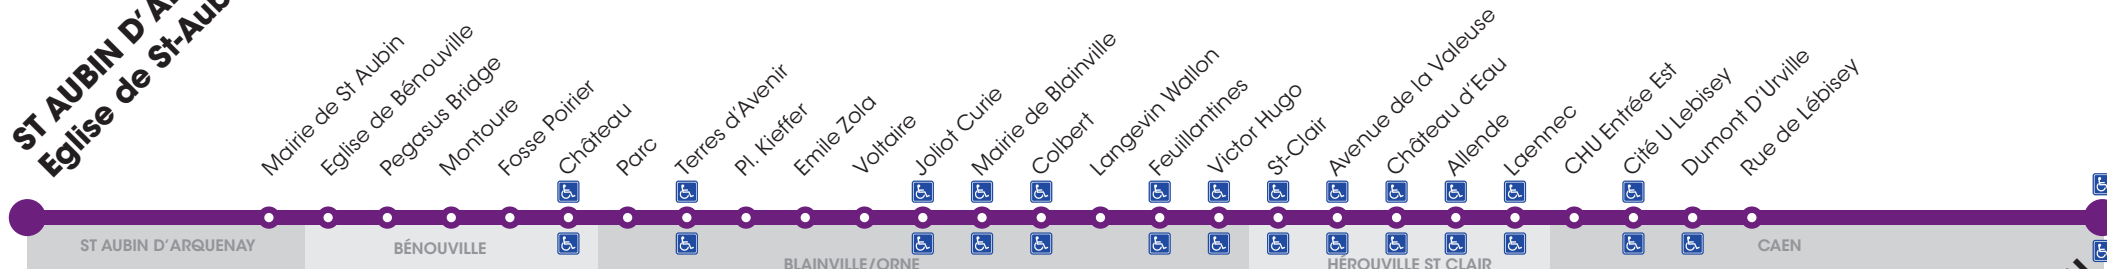 ST AUBIN D'A
Eglise de St-Aub
Mairie de St Aubin
Eglise de Bénouville
Pegasus Bridge
Montoure
Fosse Poirier
Château
Parc
Terres d'Avenir
Pl. Kieffer
Emile Zola
Voltaire
Joliot Curie
Mairie de Blainville
Colbert
Langevin Wallon
Feuillantines
Victor Hugo
St-Clair
Avenue de la Valeuse
Château d'Eau
Allende
Laennec
CHU Entrée Est
Cité U Lebisey
Dumont D'Urville
Rue de Lébisey
ST AUBIN D'ARQUENAY
BÉNOUVILLE
BLAINVILLE/ORNE
HÉROUVILLE ST CLAIR
CAEN